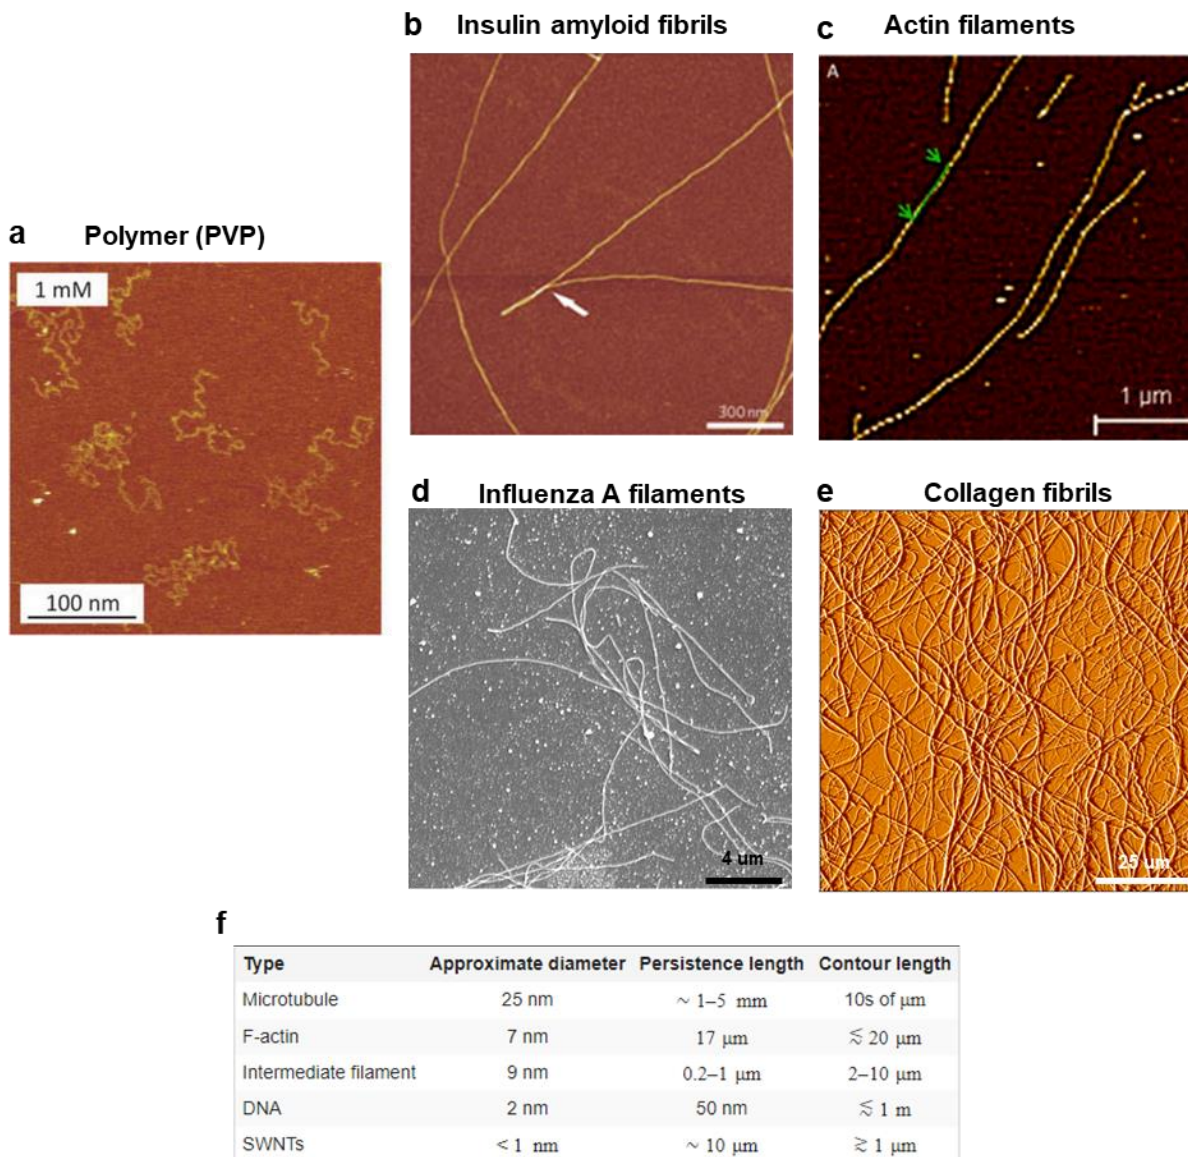 a Polymer (PVP)
1 mM
100 nm
b Insulin amyloid fibrils
300 nm
c Actin filaments
A
1 μm
d Influenza A filaments
4 um
e Collagen fibrils
25 um
f
Type Approximate diameter Persistence length Contour length
Microtubule 25 nm ~ 1–5 mm 10s of μm
F-actin 7 nm 17 μm ≲ 20 μm
Intermediate filament 9 nm 0.2–1 μm 2–10 μm
DNA 2 nm 50 nm ≲ 1 m
SWNTs < 1 nm ~ 10 μm ≳ 1 μm